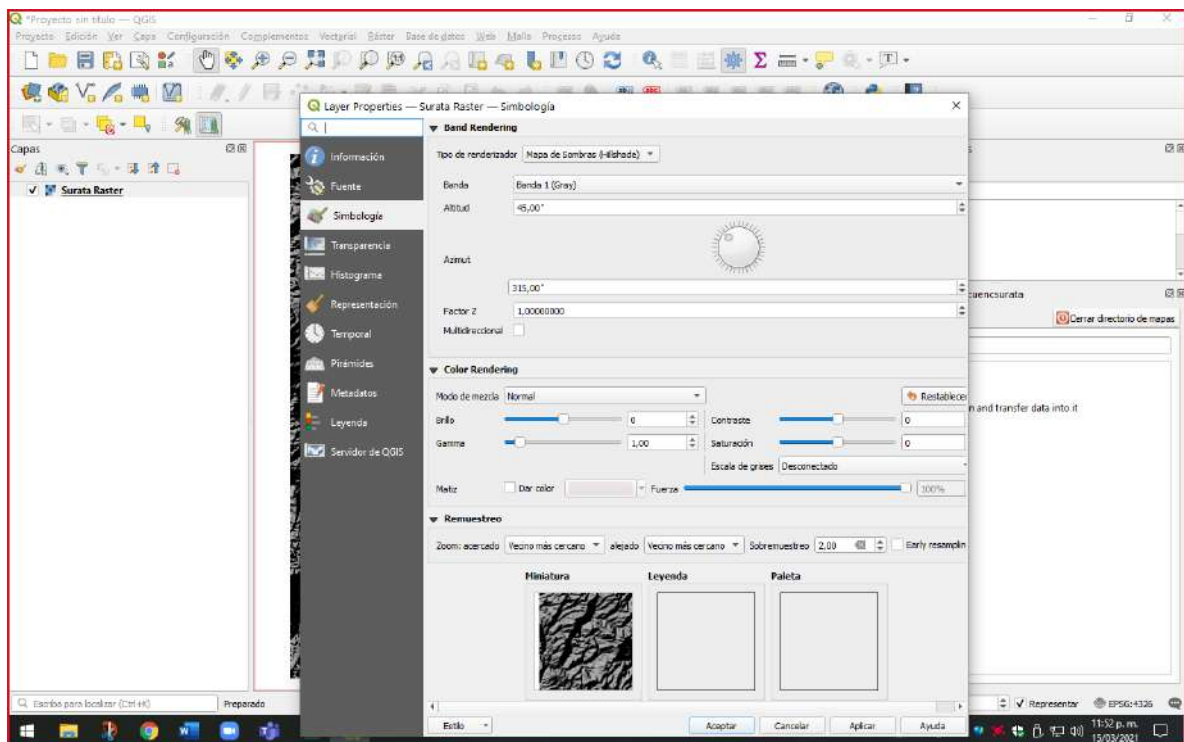 *Proyecto sin título — QGIS
Proyecto Edición Ver Capa Configuración Complementos Vectorial Ráster Base de datos Web Malla Procesos Ayuda
Layer Properties — Surata Raster — Simbología
Capas
Surata Raster
Información
Fuente
Simbología
Transparencia
Histograma
Representación
Temporal
Pirámides
Metadatos
Leyenda
Servidor de QGIS
Band Rendering
Tipo de renderizador Mapa de Sombras (Hillshade)
Banda Banda 1 (Gray)
Altitud 45,00°
Azimut
315,00°
Factor Z 1,00000000
Multidireccional
Color Rendering
Modo de mezcla Normal Restablecer
Brillo 0 Contraste 0
Gamma 1,00 Saturación 0
Escala de grises Desconectado
Matiz Dar color Fuerza 100%
Remuestreo
Zoom: acercado Vecino más cercano alejado Vecino más cercano Sobremuestreo 2,00 Early resamplin
Miniatura Leyenda Paleta
Estilo Aceptar Cancelar Aplicar Ayuda
cuencsurata
Cerrar directorio de mapas
n and transfer data into it
Escriba para localizar (Ctrl+K) Preparado
Representar EPSG:4326
11:52 p. m.
15/03/2021